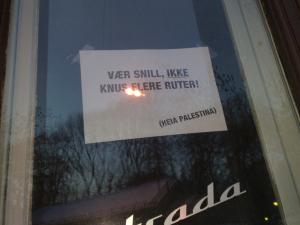 VÆR SNILL, IKKE
KNUS FLERE RUTER!
(HEIA PALESTINA)